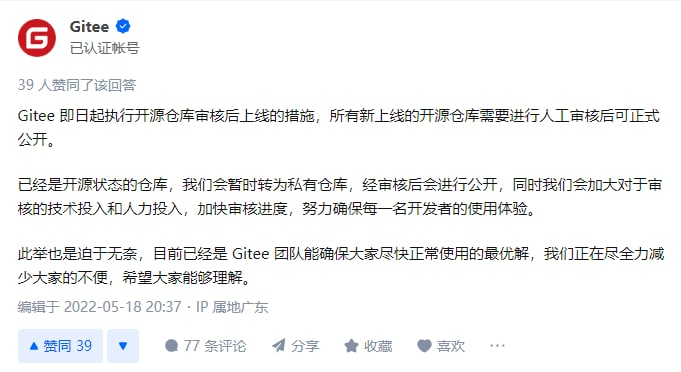 Gitee
已认证帐号
39 人赞同了该回答
Gitee 即日起执行开源仓库审核后上线的措施，所有新上线的开源仓库需要进行人工审核后可正式
公开。
已经是开源状态的仓库，我们会暂时转为私有仓库，经审核后会进行公开，同时我们会加大对于审
核的技术投入和人力投入，加快审核进度，努力确保每一名开发者的使用体验。
此举也是迫于无奈，目前已经是 Gitee 团队能确保大家尽快正常使用的最优解，我们正在尽全力减
少大家的不便，希望大家能够理解。
编辑于 2022-05-18 20:37 · IP 属地广东
赞同 39 77 条评论 分享 收藏 喜欢 ···